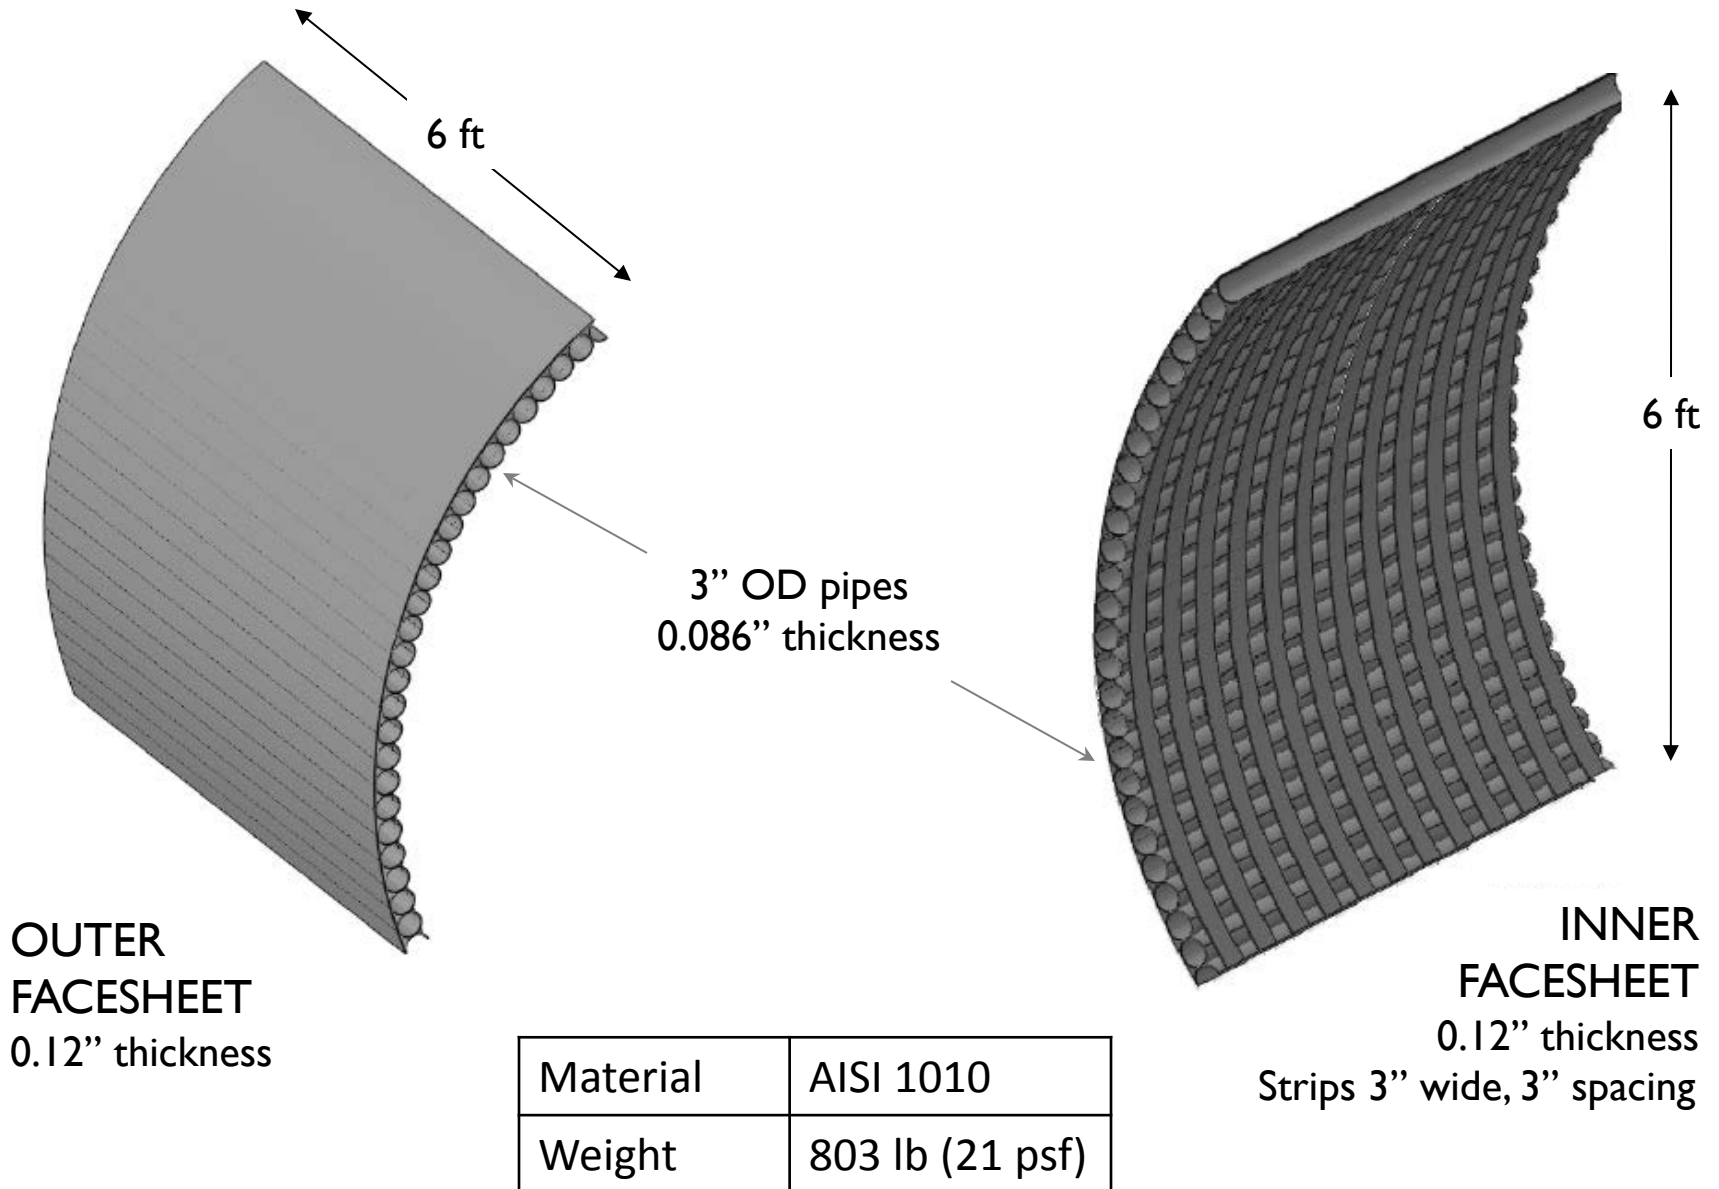 6 ft
6 ft
3” OD pipes
0.086” thickness
OUTER
FACESHEET
0.12” thickness
INNER
FACESHEET
0.12” thickness
Strips 3” wide, 3” spacing
Material AISI 1010
Weight 803 lb (21 psf)